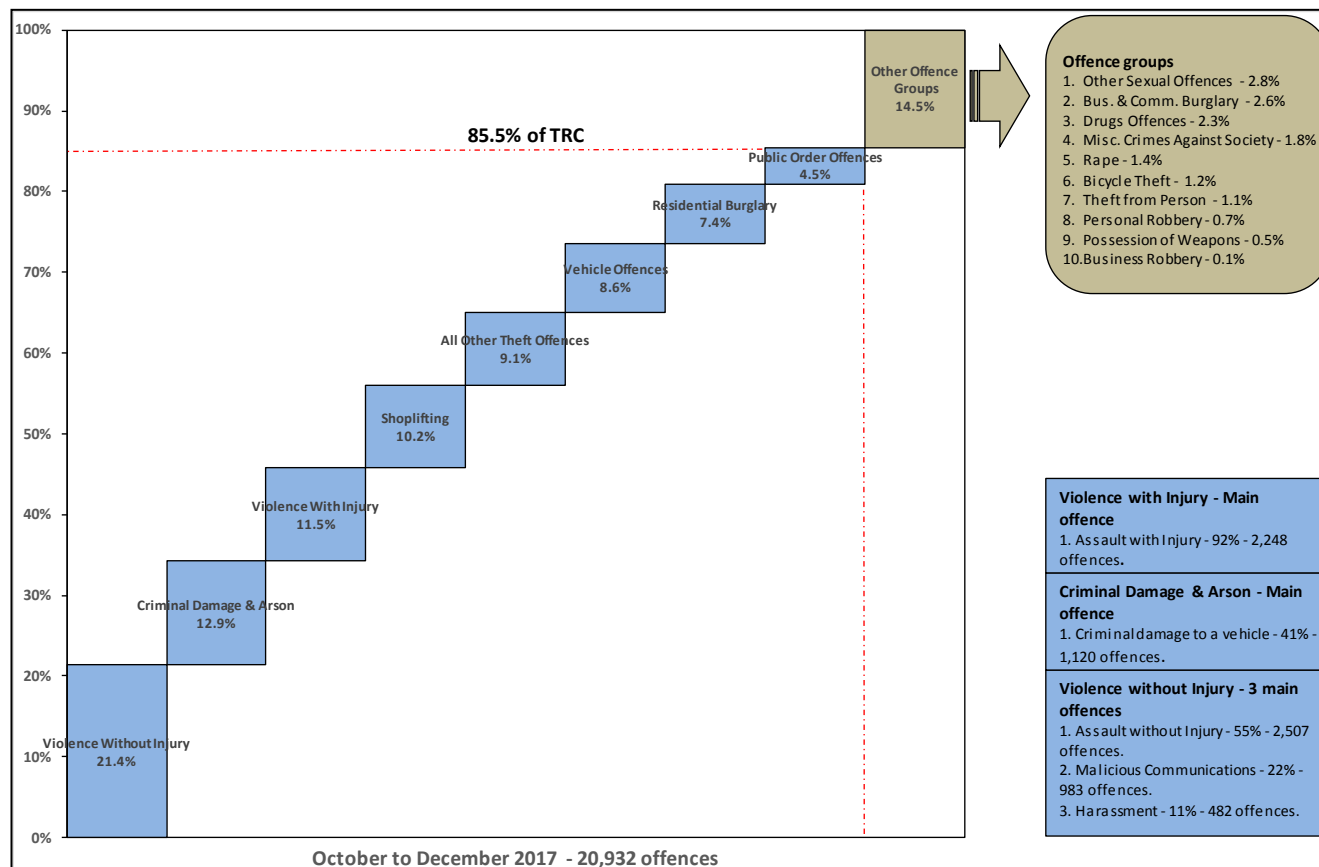 100%
90%
80%
70%
60%
50%
40%
30%
20%
10%
0%
Violence Without Injury
21.4%
Criminal Damage & Arson
12.9%
Violence With Injury
11.5%
Shoplifting
10.2%
All Other Theft Offences
9.1%
Vehicle Offences
8.6%
Residential Burglary
7.4%
Public Order Offences
4.5%
Other Offence
Groups
14.5%
85.5% of TRC
October to December 2017 - 20,932 offences
Offence groups
1. Other Sexual Offences - 2.8%
2. Bus. & Comm. Burglary - 2.6%
3. Drugs Offences - 2.3%
4. Misc. Crimes Against Society - 1.8%
5. Rape - 1.4%
6. Bicycle Theft - 1.2%
7. Theft from Person - 1.1%
8. Personal Robbery - 0.7%
9. Possession of Weapons - 0.5%
10.Business Robbery - 0.1%
Violence with Injury - Main
offence
1. Assault with Injury - 92% - 2,248
offences.
Criminal Damage & Arson - Main
offence
1. Criminal damage to a vehicle - 41% -
1,120 offences.
Violence without Injury - 3 main
offences
1. Assault without Injury - 55% - 2,507
offences.
2. Malicious Communications - 22% -
983 offences.
3. Harassment - 11% - 482 offences.